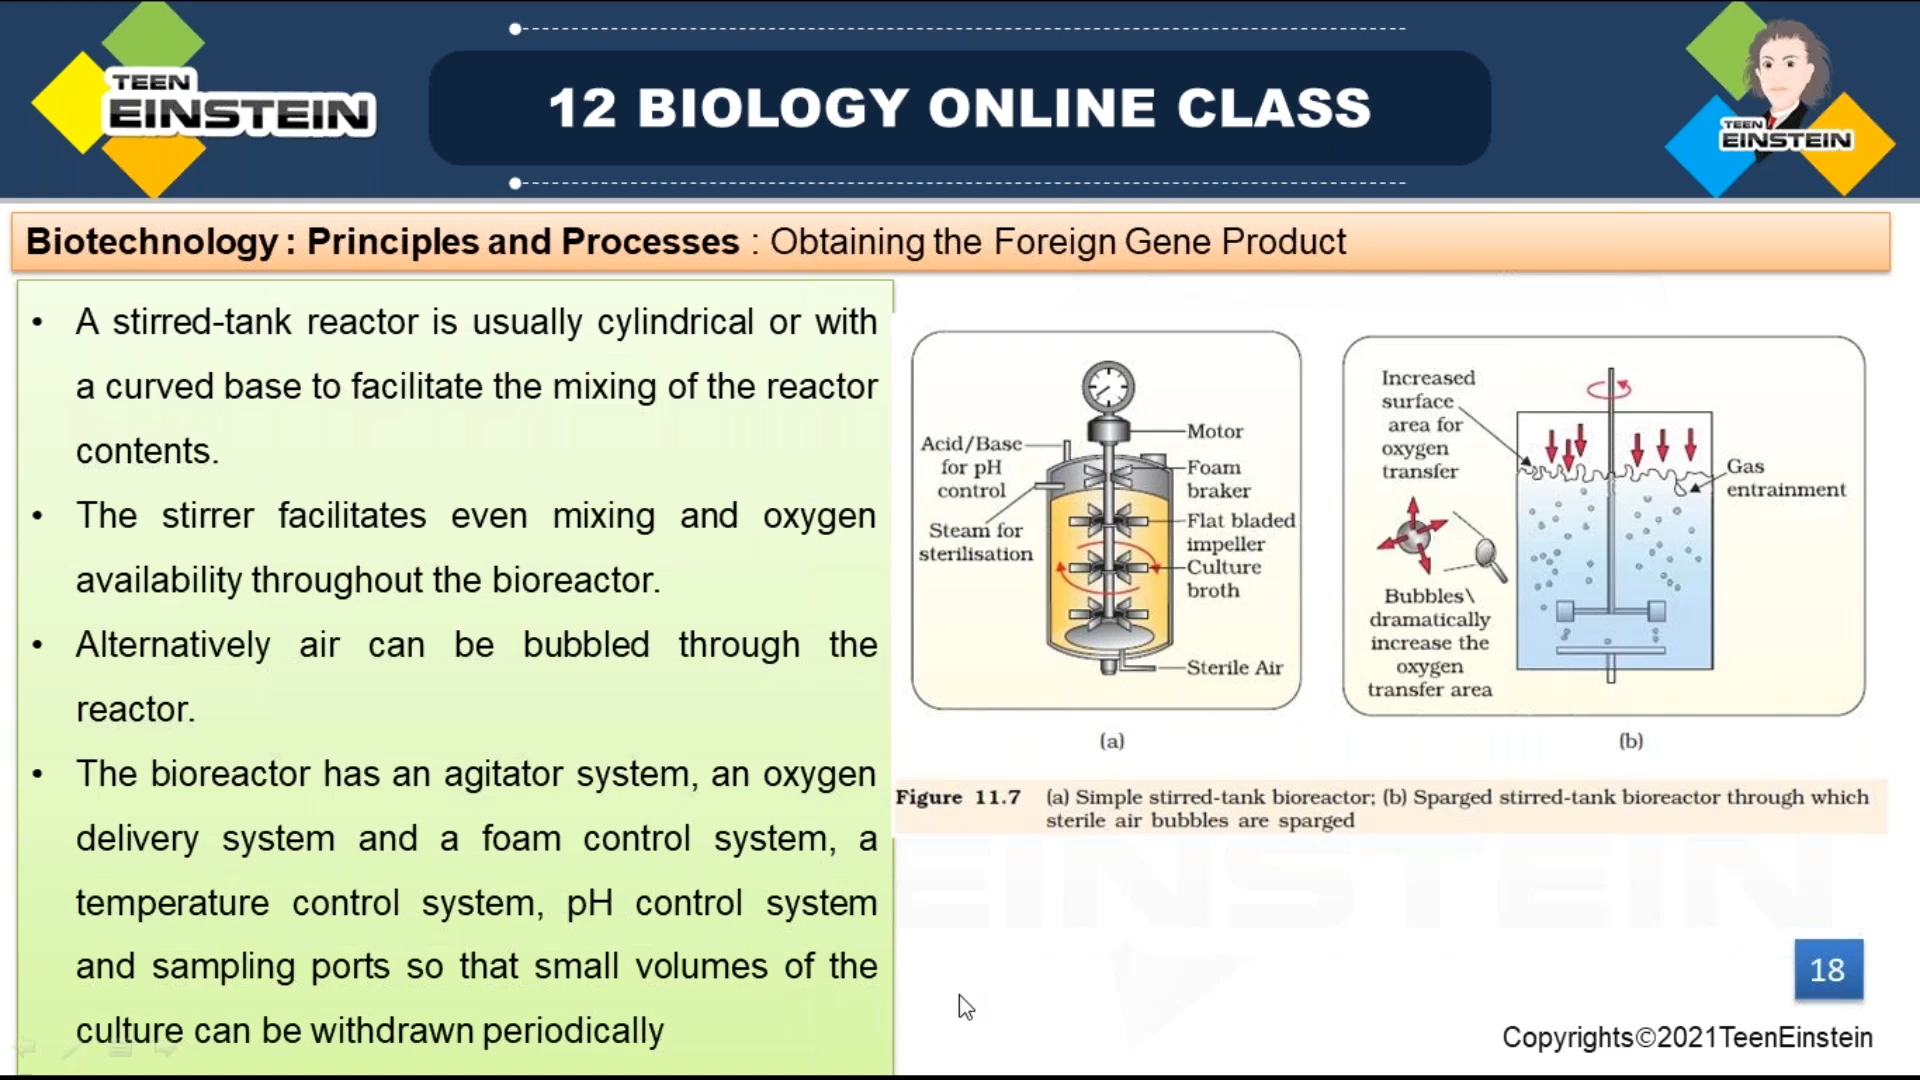 TEEN
EINSTEIN
12 BIOLOGY ONLINE CLASS
TEEN
EINSTEIN
Biotechnology : Principles and Processes : Obtaining the Foreign Gene Product
• A stirred-tank reactor is usually cylindrical or with
a curved base to facilitate the mixing of the reactor
contents.
• The stirrer facilitates even mixing and oxygen
availability throughout the bioreactor.
• Alternatively air can be bubbled through the
reactor.
• The bioreactor has an agitator system, an oxygen
delivery system and a foam control system, a
temperature control system, pH control system
and sampling ports so that small volumes of the
culture can be withdrawn periodically
Acid/Base
for pH
control
Steam for
sterilisation
Motor
Foam
braker
Flat bladed
impeller
Culture
broth
Sterile Air
(a)
Increased
surface
area for
oxygen
transfer
Bubbles\
dramatically
increase the
oxygen
transfer area
Gas
entrainment
(b)
Figure 11.7 (a) Simple stirred-tank bioreactor; (b) Sparged stirred-tank bioreactor through which
sterile air bubbles are sparged
EINSTEIN
18
Copyrights©2021TeenEinstein